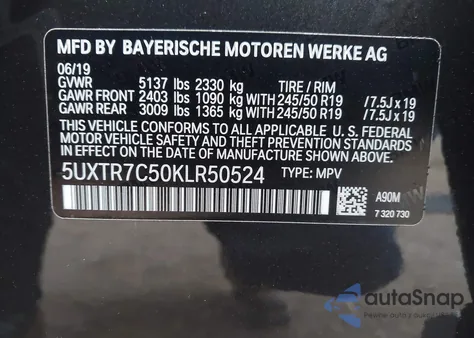 MFD BY BAYERISCHE MOTOREN WERKE AG
06/19
GVWR 5137 lbs 2330 kg TIRE / RIM
GAWR FRONT 2403 lbs 1090 kg WITH 245/50 R19 / 7.5J x 19
GAWR REAR 3009 lbs 1365 kg WITH 245/50 R19 / 7.5J x 19
THIS VEHICLE CONFORMS TO ALL APPLICABLE U.S. FEDERAL
MOTOR VEHICLE SAFETY AND THEFT PREVENTION STANDARDS
IN EFFECT ON THE DATE OF MANUFACTURE SHOWN ABOVE.
5UXTR7C50KLR50524 TYPE: MPV
A90M
7 320 730
autoSnap